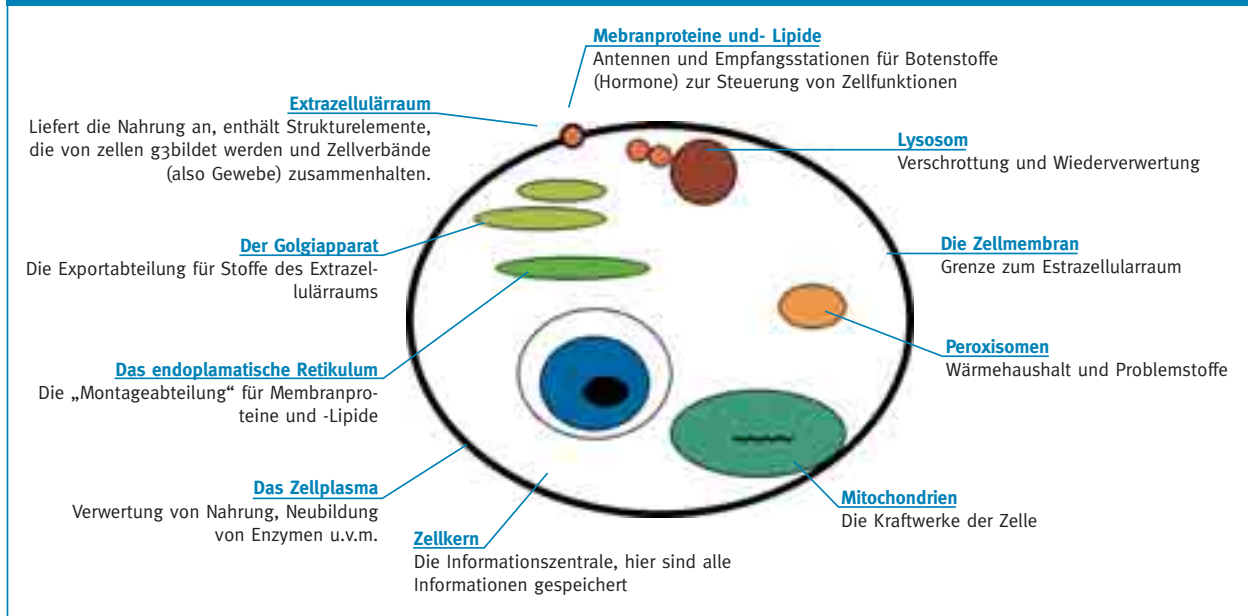 Mebranproteine und- Lipide
Antennen und Empfangsstationen für Botenstoffe
(Hormone) zur Steuerung von Zellfunktionen
Extrazellulärraum
Liefert die Nahrung an, enthält Strukturelemente,
die von zellen g3bildet werden und Zellverbände
(also Gewebe) zusammenhalten.
Lysosom
Verschrottung und Wiederverwertung
Der Golgiapparat
Die Exportabteilung für Stoffe des Extrazel-
lulärraums
Die Zellmembran
Grenze zum Estrazellularraum
Das endoplamatische Retikulum
Die „Montageabteilung“ für Membranpro-
teine und -Lipide
Peroxisomen
Wärmehaushalt und Problemstoffe
Das Zellplasma
Verwertung von Nahrung, Neubildung
von Enzymen u.v.m.
Mitochondrien
Die Kraftwerke der Zelle
Zellkern
Die Informationszentrale, hier sind alle
Informationen gespeichert